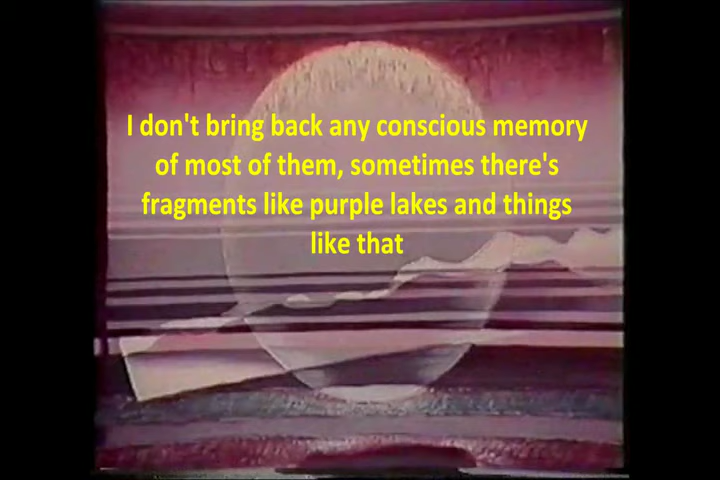 I don't bring back any conscious memory
of most of them, sometimes there's
fragments like purple lakes and things
like that